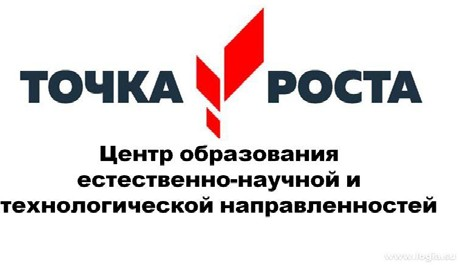 ТОЧКА РОСТА
Центр образования
естественно-научной и
технологической направленностей